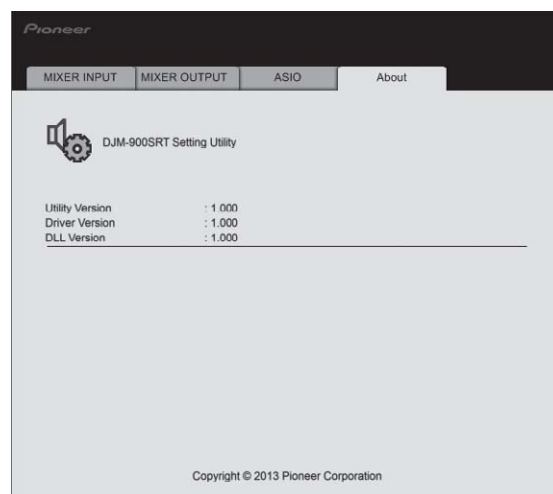 Pioneer
MIXER INPUT MIXER OUTPUT ASIO About
DJM-900SRT Setting Utility
Utility Version : 1.000
Driver Version : 1.000
DLL Version : 1.000
Copyright © 2013 Pioneer Corporation